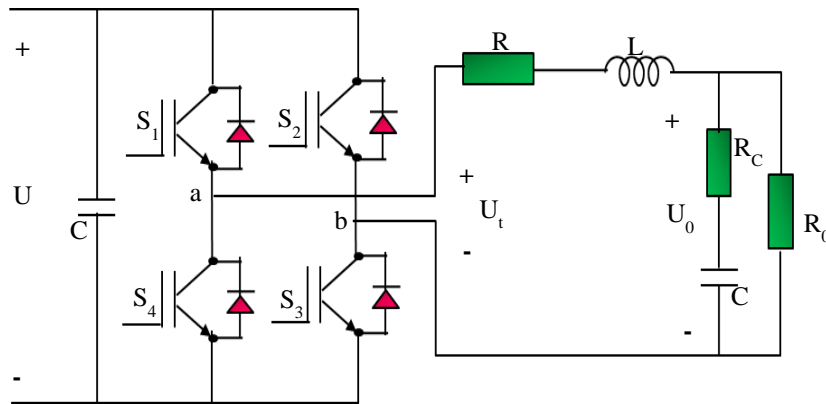 +
U
-
C
S1
S2
S4
S3
a
b
R
L
+
Ut
-
+
U0
-
RC
C
R0